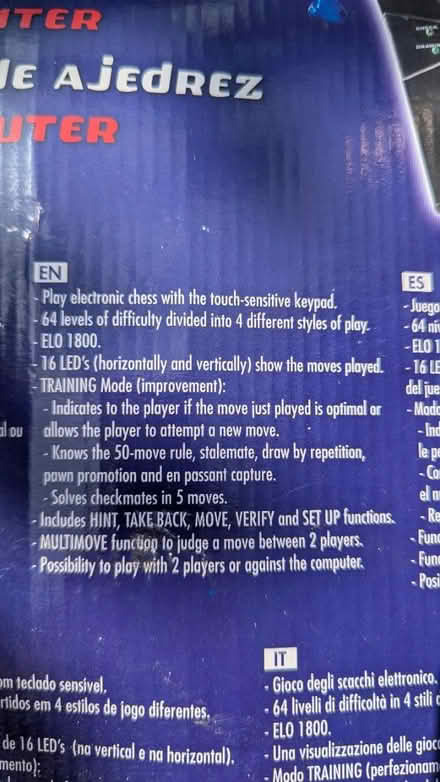 UTER
de ajedrez
UTER
EN
- Play electronic chess with the touch-sensitive keypad.
- 64 levels of difficulty divided into 4 different styles of play.
- ELO 1800.
- 16 LED's (horizontally and vertically) show the moves played.
- TRAINING Mode (improvement):
- Indicates to the player if the move just played is optimal or
allows the player to attempt a new move.
- Knows the 50-move rule, stalemate, draw by repetition,
pawn promotion and en passant capture.
- Solves checkmates in 5 moves.
- Includes HINT, TAKE BACK, MOVE, VERIFY and SET UP functions.
- MULTIMOVE function to judge a move between 2 players.
- Possibility to play with 2 players or against the computer.
ES
- Juego
- 64 niv
- ELO 1
- 16 LE
del jue
- Mod
- Ind
le pe
- Co
el a
- Re
- Func
- Fun
- Posi
al ou
om teclado sensível.
rtidos em 4 estilos de jogo diferentes.
de 16 LED's (na vertical e na horizontal).
mento):
IT
- Gioco degli scacchi elettronico.
- 64 livelli di difficoltà in 4 stili
- ELO 1800.
- Una visualizzazione delle gioc
- Modo TRAINING (perfezionam